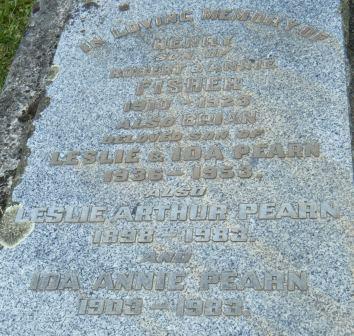 IN LOVING MEMORY OF
HENRY
SON OF
ROBERT & ANNIE
FISHER
1910 - 1923
ALSO BRIAN
BELOVED SON OF
LESLIE & IDA PEARN
1936 - 1953.
ALSO
LESLIE ARTHUR PEARN
1898 - 1983.
AND
IDA ANNIE PEARN
1903 - 1983.